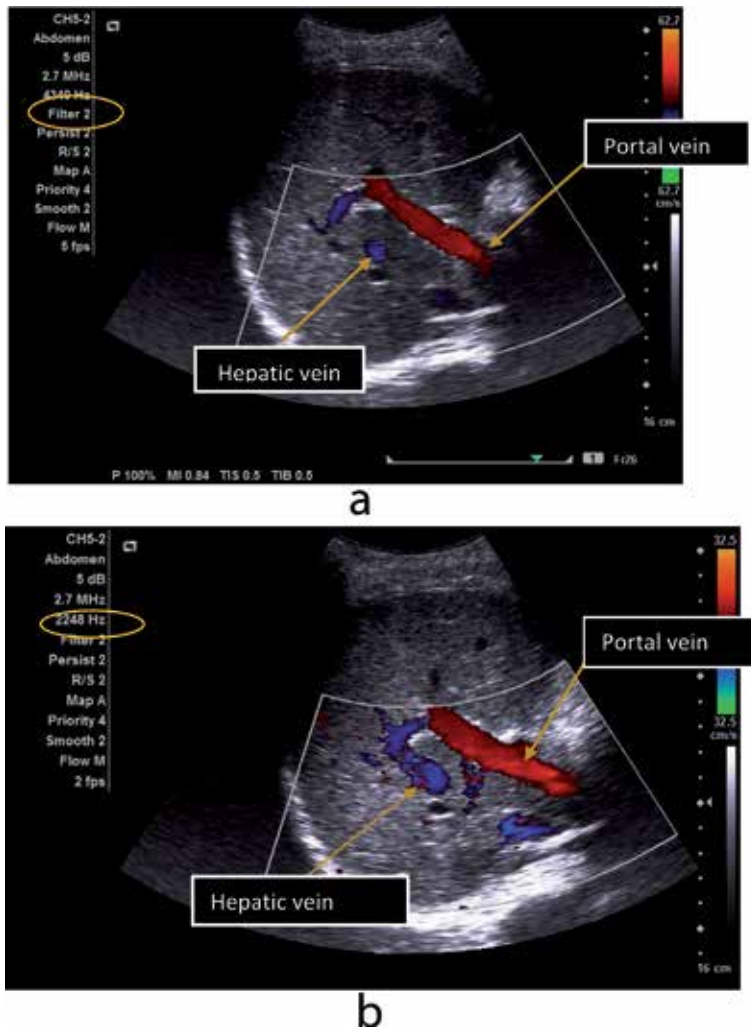 CH5-2
Abdomen
5 dB
2.7 MHz
4340 Hz
Filter 2
Persist 2
R/S 2
Map A
Priority 4
Smooth 2
Flow M
5 fps
62.7
Portal vein
62.7
cm/s
Hepatic vein
16 cm
1 Fr26
P 100% MI 0.84 TIS 0.5 TIB 0.5
a
CH5-2
Abdomen
5 dB
2.7 MHz
2248 Hz
Filter 2
Persist 2
R/S 2
Map A
Priority 4
Smooth 2
Flow M
2 fps
32.5
Portal vein
32.5
cm/s
Hepatic vein
16 cm
b